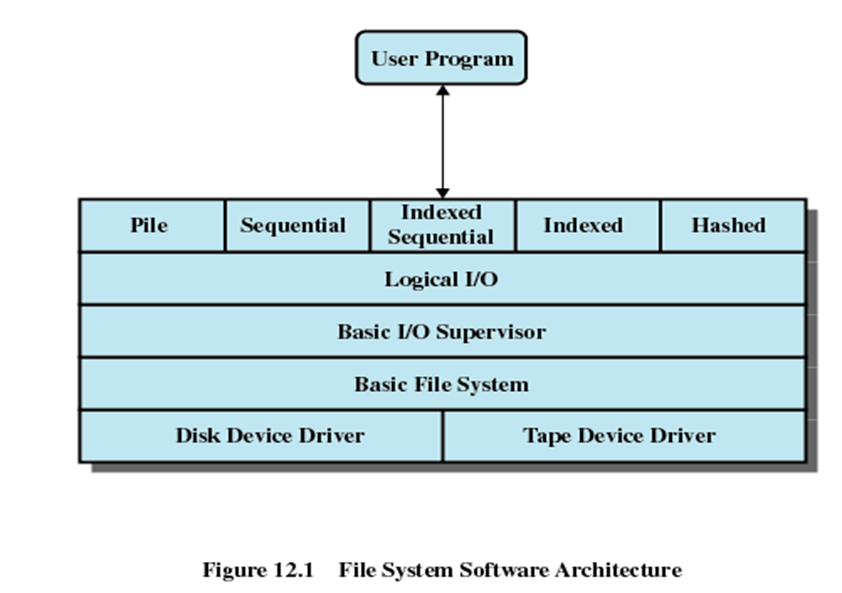 User Program
Pile
Sequential
Indexed
Sequential
Indexed
Hashed
Logical I/O
Basic I/O Supervisor
Basic File System
Disk Device Driver
Tape Device Driver
Figure 12.1 File System Software Architecture